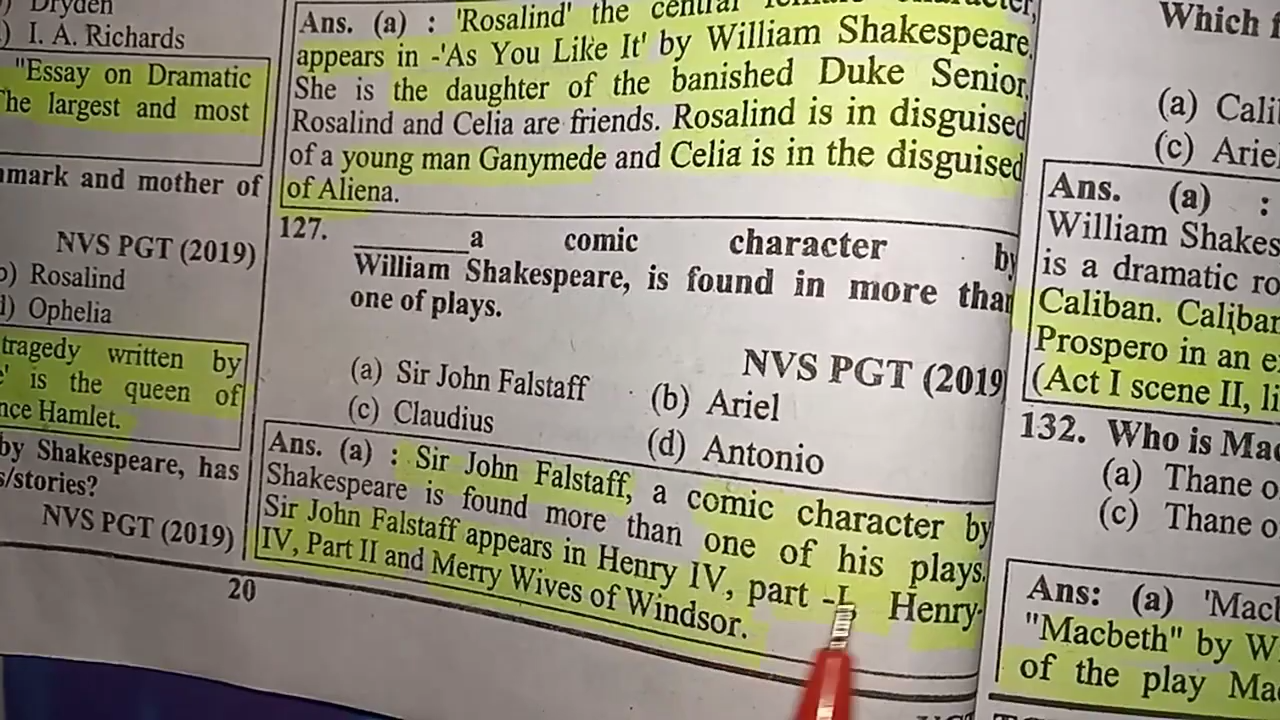 Dryden
) I. A. Richards
"Essay on Dramatic
The largest and most
mark and mother of
NVS PGT (2019)
) Rosalind
) Ophelia
tragedy written by
' is the queen of
nce Hamlet.
by Shakespeare, has
s/stories?
NVS PGT (2019)
20
Ans. (a) : 'Rosalind' the central
appears in -'As You Like It' by William Shakespeare.
She is the daughter of the banished Duke Senior.
Rosalind and Celia are friends. Rosalind is in disguised
of a young man Ganymede and Celia is in the disguised
of Aliena.
127. ________a comic character by
William Shakespeare, is found in more than
one of plays.
NVS PGT (2019
(a) Sir John Falstaff (b) Ariel
(c) Claudius (d) Antonio
Ans. (a) : Sir John Falstaff, a comic character by
Shakespeare is found more than one of his plays.
Sir John Falstaff appears in Henry IV, part -I, Henry
IV, Part II and Merry Wives of Windsor.
Which
(a) Cali
(c) Arie
Ans. (a) :
William Shakes
is a dramatic ro
Caliban. Caliban
Prospero in an e
(Act I scene II, li
132. Who is Mac
(a) Thane o
(c) Thane o
Ans: (a) 'Macl
"Macbeth" by W
of the play Ma